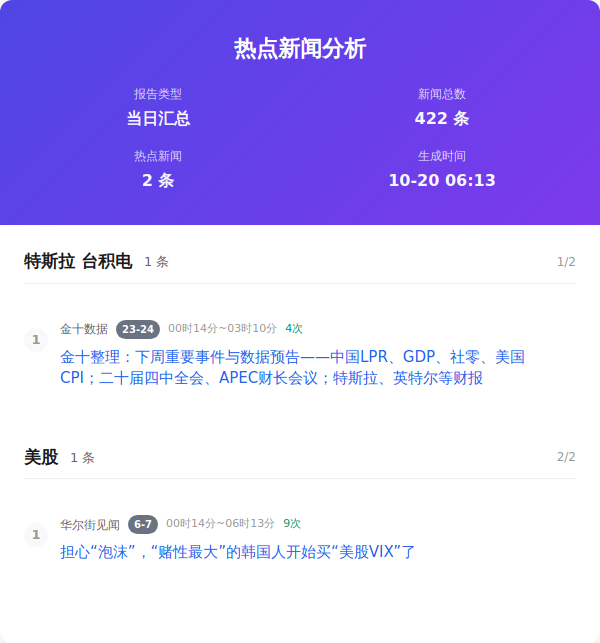 热点新闻分析
报告类型
新闻总数
当日汇总
422 条
热点新闻
生成时间
2 条
10-20 06:13
特斯拉 台积电 1 条 1/2
1
金十数据 23-24 00时14分~03时10分 4次
金十整理：下周重要事件与数据预告——中国LPR、GDP、社零、美国
CPI；二十届四中全会、APEC财长会议；特斯拉、英特尔等财报
美股 1 条 2/2
1
华尔街见闻 6-7 00时14分~06时13分 9次
担心“泡沫”，“赌性最大”的韩国人开始买“美股VIX”了